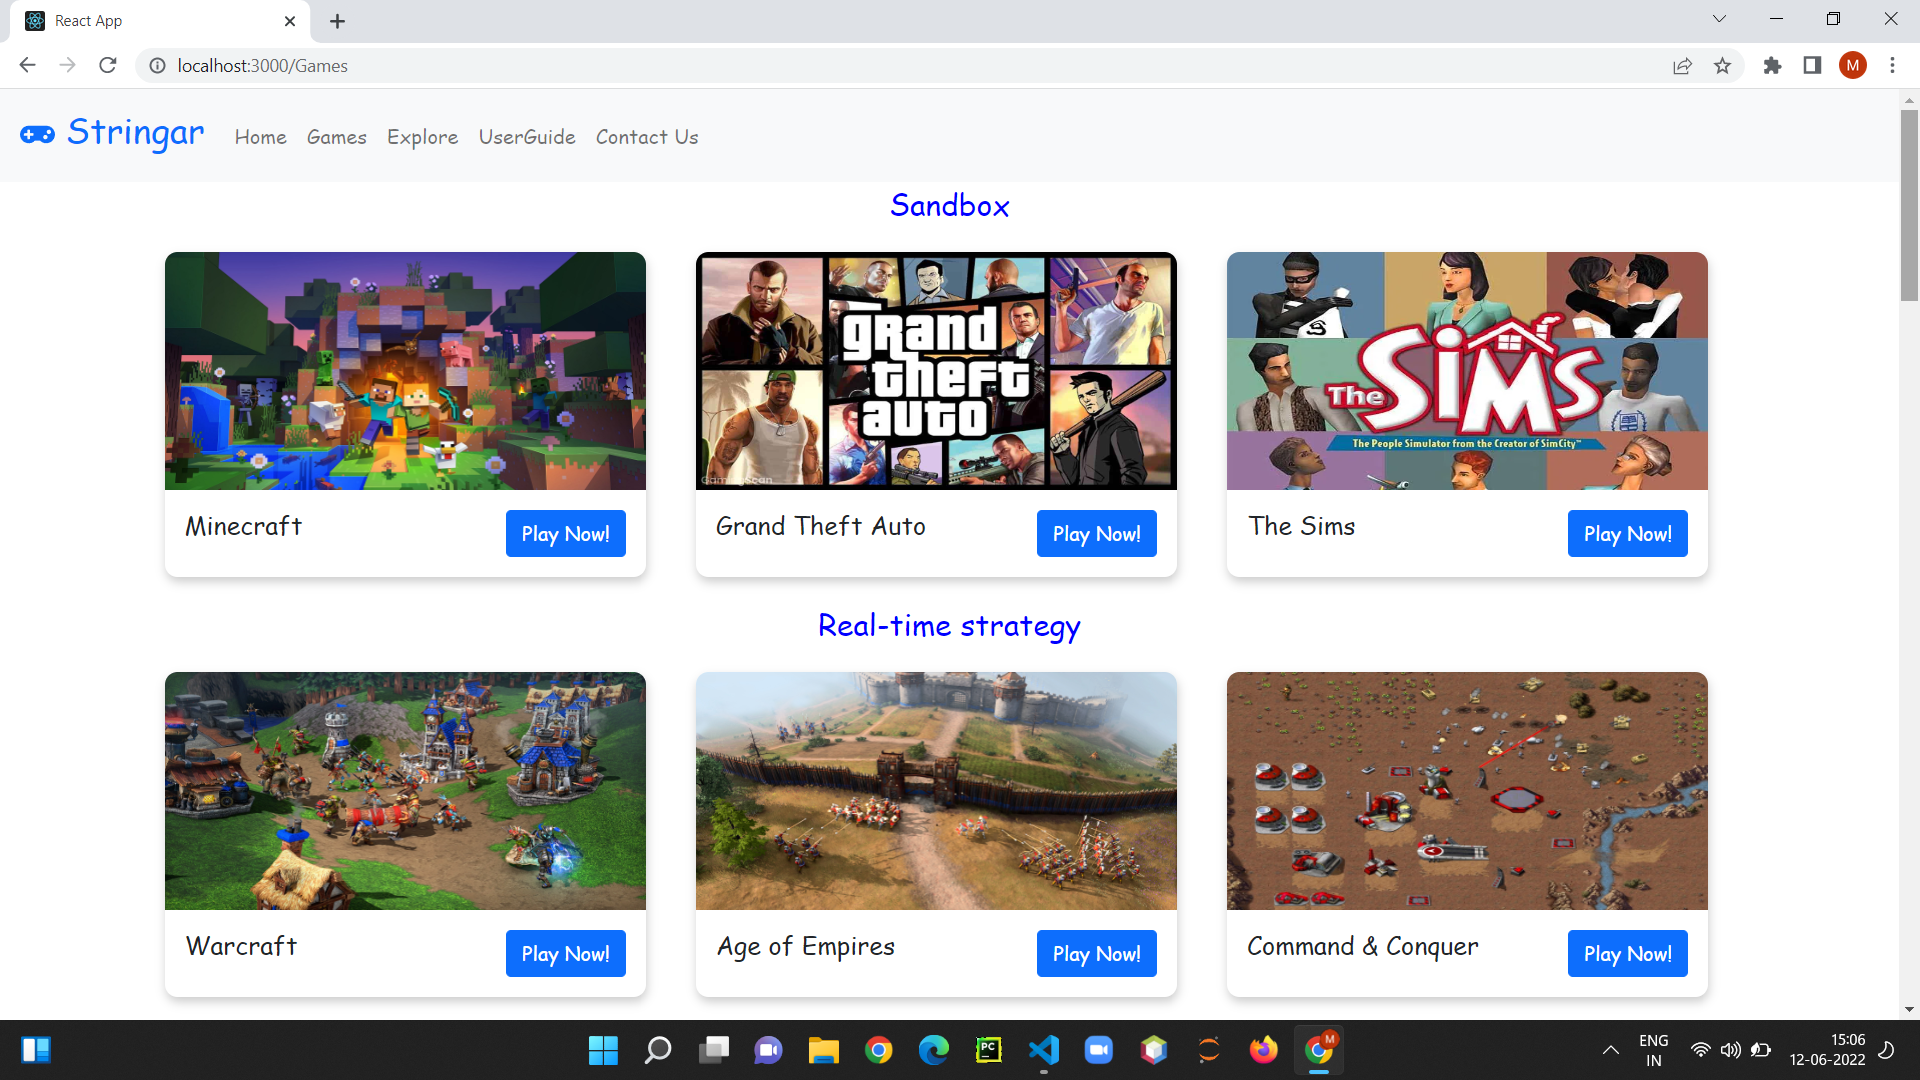 React App
localhost:3000/Games
M
Stringar
Home Games Explore UserGuide Contact Us
Sandbox
grand theft auto
GamingScan
The Sims
The People Simulator from the Creator of SimCity™
Minecraft Play Now!
Grand Theft Auto Play Now!
The Sims Play Now!
Real-time strategy
Warcraft Play Now!
Age of Empires Play Now!
Command & Conquer Play Now!
PC
M
ENG
IN
15:06
12-06-2022